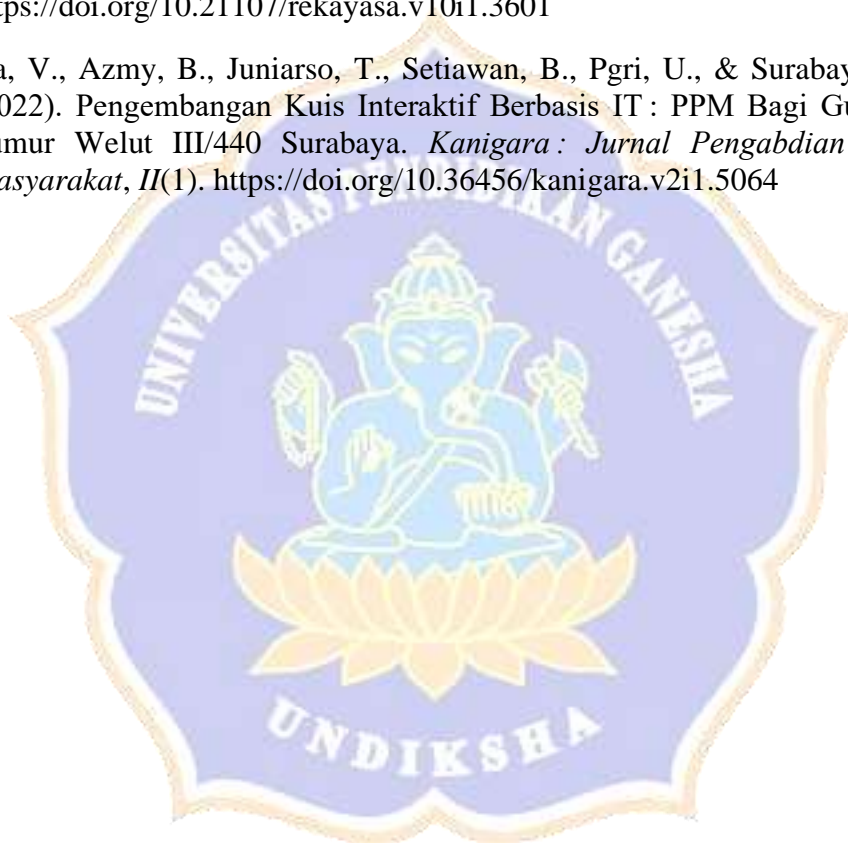 tps://doi.org/10.21107/rekayasa.v10i1.3601
a, V., Azmy, B., Juniarso, T., Setiawan, B., Pgri, U., & Surabay
022). Pengembangan Kuis Interaktif Berbasis IT : PPM Bagi Gu
umur Welut III/440 Surabaya. Kanigara : Jurnal Pengabdian
asyarakat, II(1). https://doi.org/10.36456/kanigara.v2i1.5064
UNIVERSITAS PENDIDIKAN GANESHA
UNDIKSHA